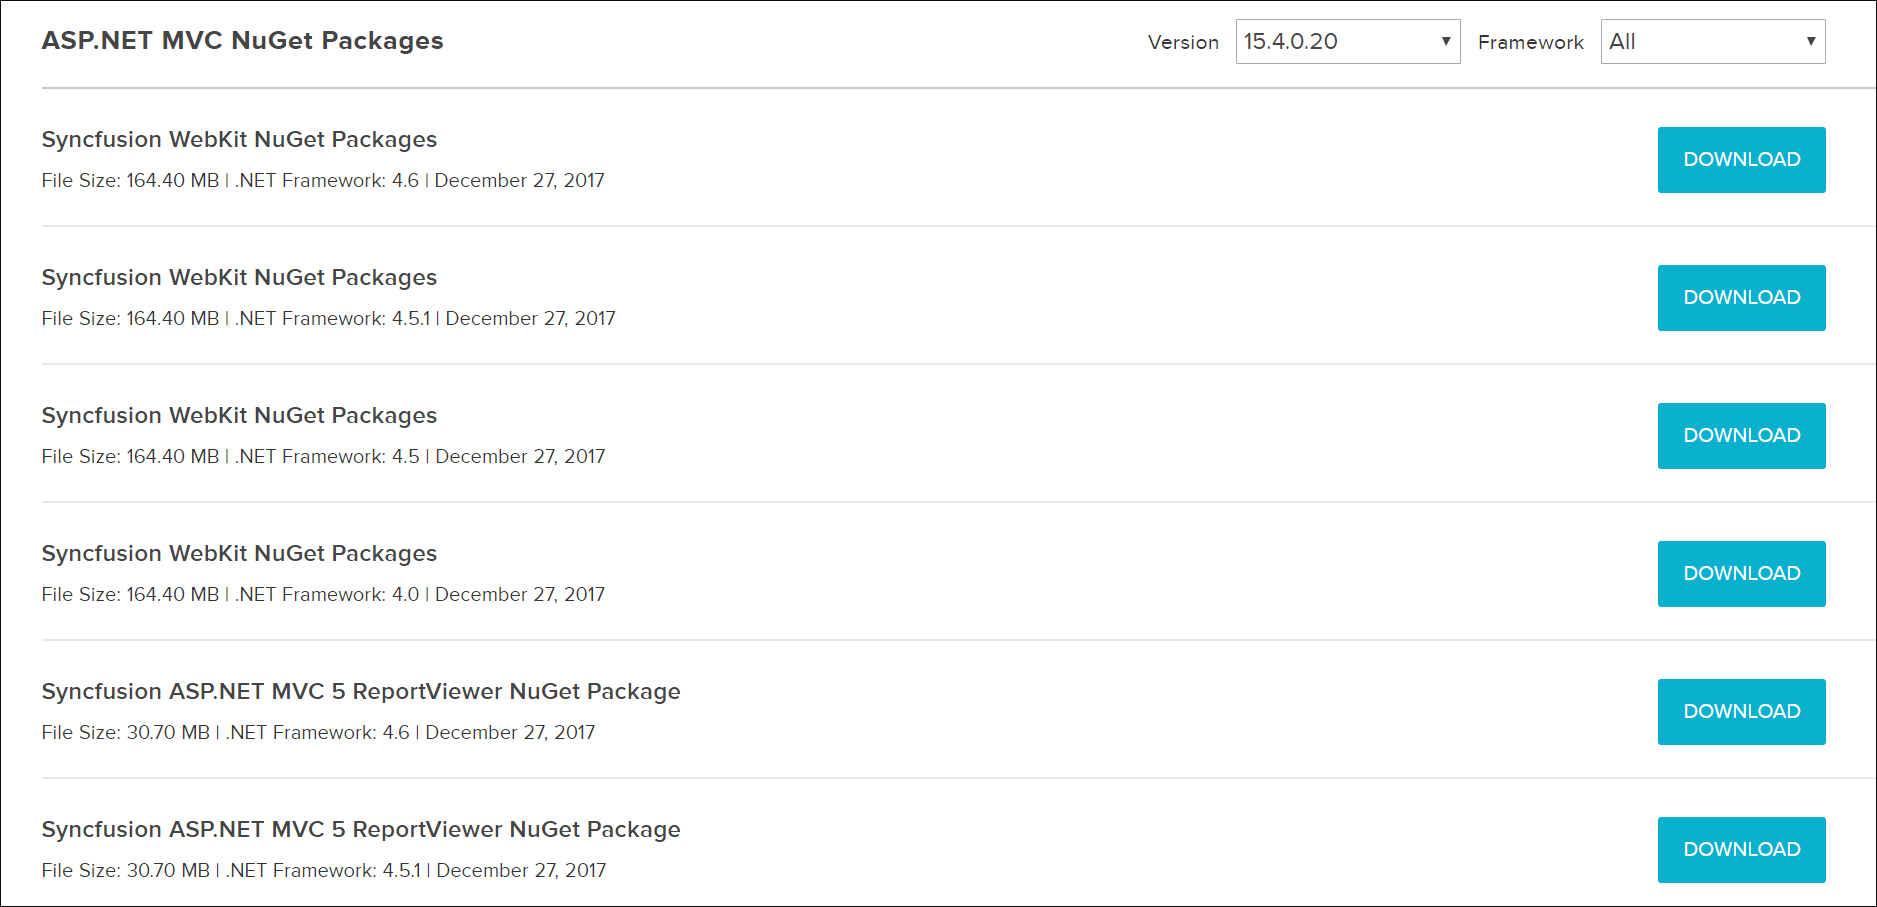 ASP.NET MVC NuGet Packages
Version 15.4.0.20 Framework All
Syncfusion WebKit NuGet Packages
File Size: 164.40 MB | .NET Framework: 4.6 | December 27, 2017
DOWNLOAD
Syncfusion WebKit NuGet Packages
File Size: 164.40 MB | .NET Framework: 4.5.1 | December 27, 2017
DOWNLOAD
Syncfusion WebKit NuGet Packages
File Size: 164.40 MB | .NET Framework: 4.5 | December 27, 2017
DOWNLOAD
Syncfusion WebKit NuGet Packages
File Size: 164.40 MB | .NET Framework: 4.0 | December 27, 2017
DOWNLOAD
Syncfusion ASP.NET MVC 5 ReportViewer NuGet Package
File Size: 30.70 MB | .NET Framework: 4.6 | December 27, 2017
DOWNLOAD
Syncfusion ASP.NET MVC 5 ReportViewer NuGet Package
File Size: 30.70 MB | .NET Framework: 4.5.1 | December 27, 2017
DOWNLOAD